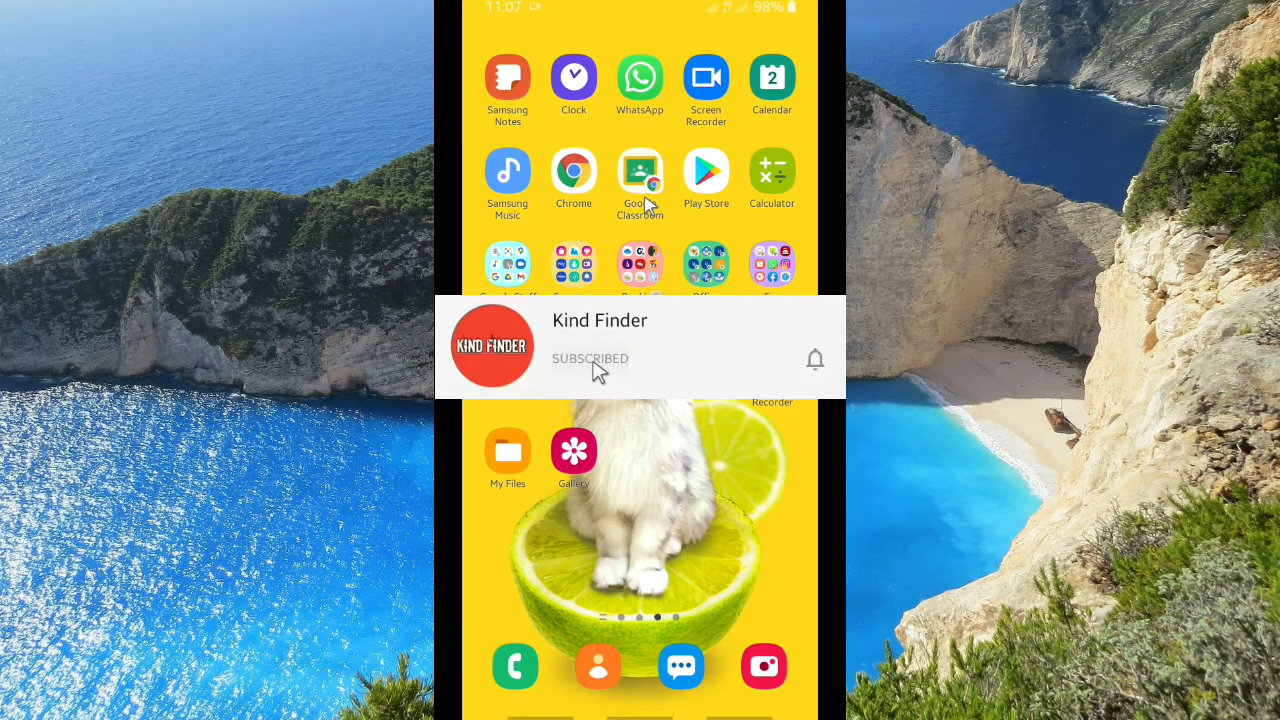 11:07 98%
Samsung
Notes
Clock
WhatsApp
Screen
Recorder
2
Calendar
Samsung
Music
Chrome
Classroom
Play Store
Calculator
Kind Finder
KIND FINDER
SUBSCRIBED
Recorder
My Files
Gallery